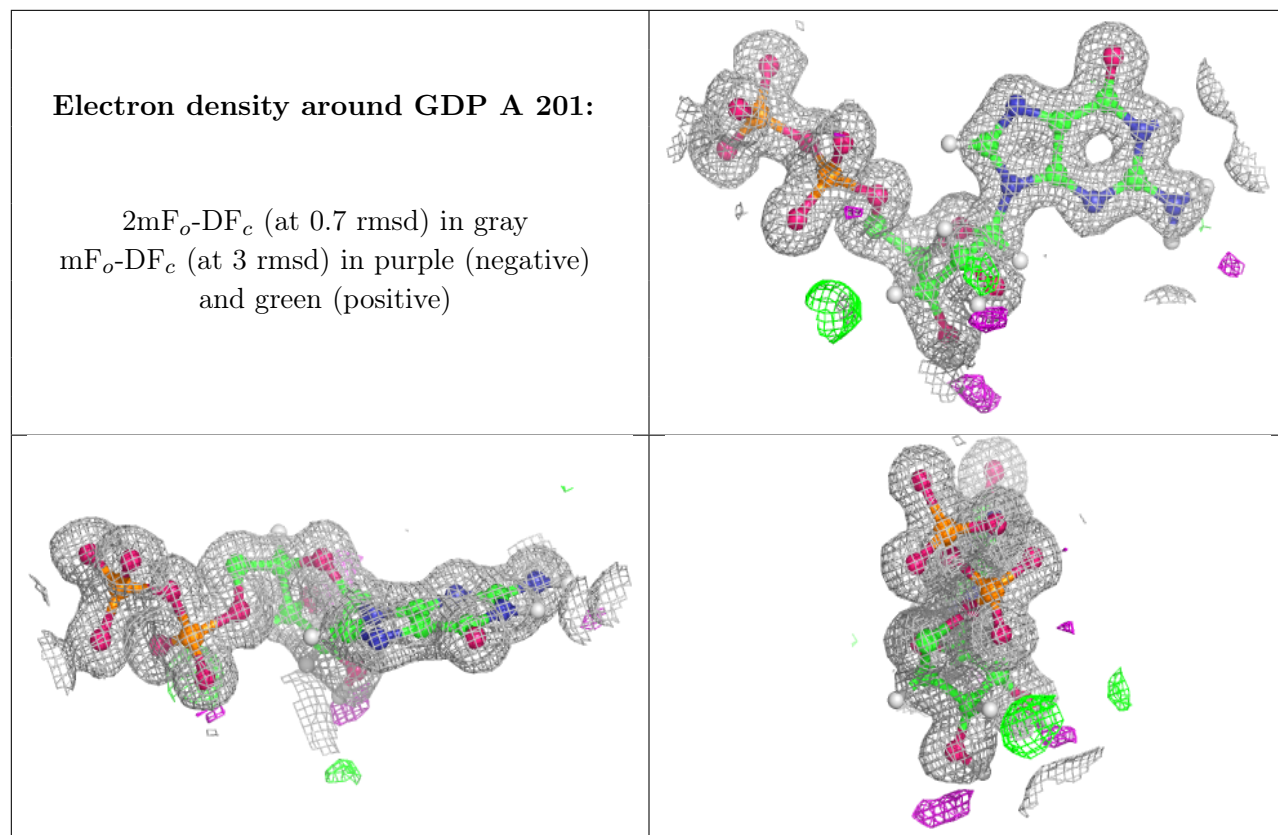 Electron density around GDP A 201:
2mFo-DFc (at 0.7 rmsd) in gray
mFo-DFc (at 3 rmsd) in purple (negative)
and green (positive)